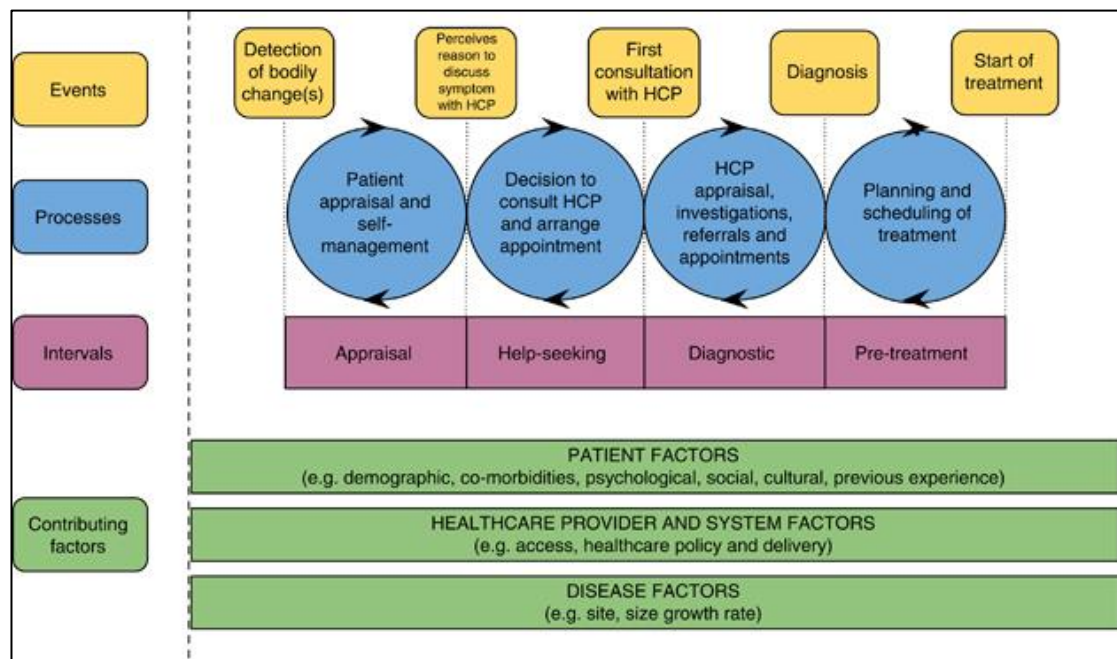 Events
Detection
of bodily
change(s)
Perceives
reason to
discuss
symptom
with HCP
First
consultation
with HCP
Diagnosis
Start of
treatment
Processes
Patient
appraisal and
self-
management
Decision to
consult HCP
and arrange
appointment
HCP
appraisal,
investigations,
referrals and
appointments
Planning and
scheduling of
treatment
Intervals
Appraisal
Help-seeking
Diagnostic
Pre-treatment
Contributing
factors
PATIENT FACTORS
(e.g. demographic, co-morbidities, psychological, social, cultural, previous experience)
HEALTHCARE PROVIDER AND SYSTEM FACTORS
(e.g. access, healthcare policy and delivery)
DISEASE FACTORS
(e.g. site, size growth rate)